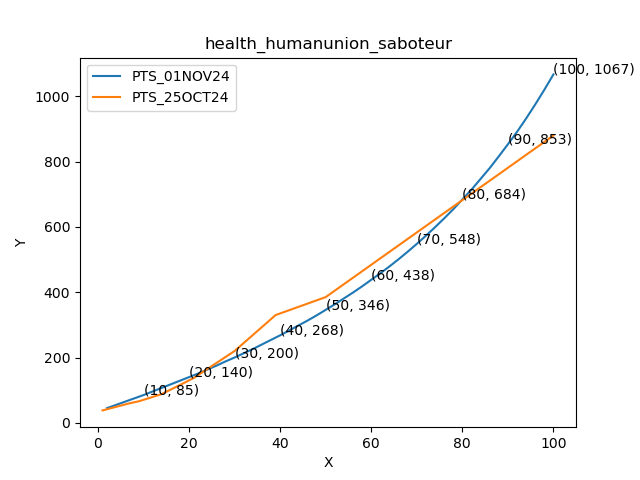 health_humanunion_saboteur
PTS_01NOV24
PTS_25OCT24
(100, 1067)
(90, 853)
(80, 684)
(70, 548)
(60, 438)
(50, 346)
(40, 268)
(30, 200)
(20, 140)
(10, 85)
1000
800
600
400
200
0
Y
0 20 40 60 80 100
X